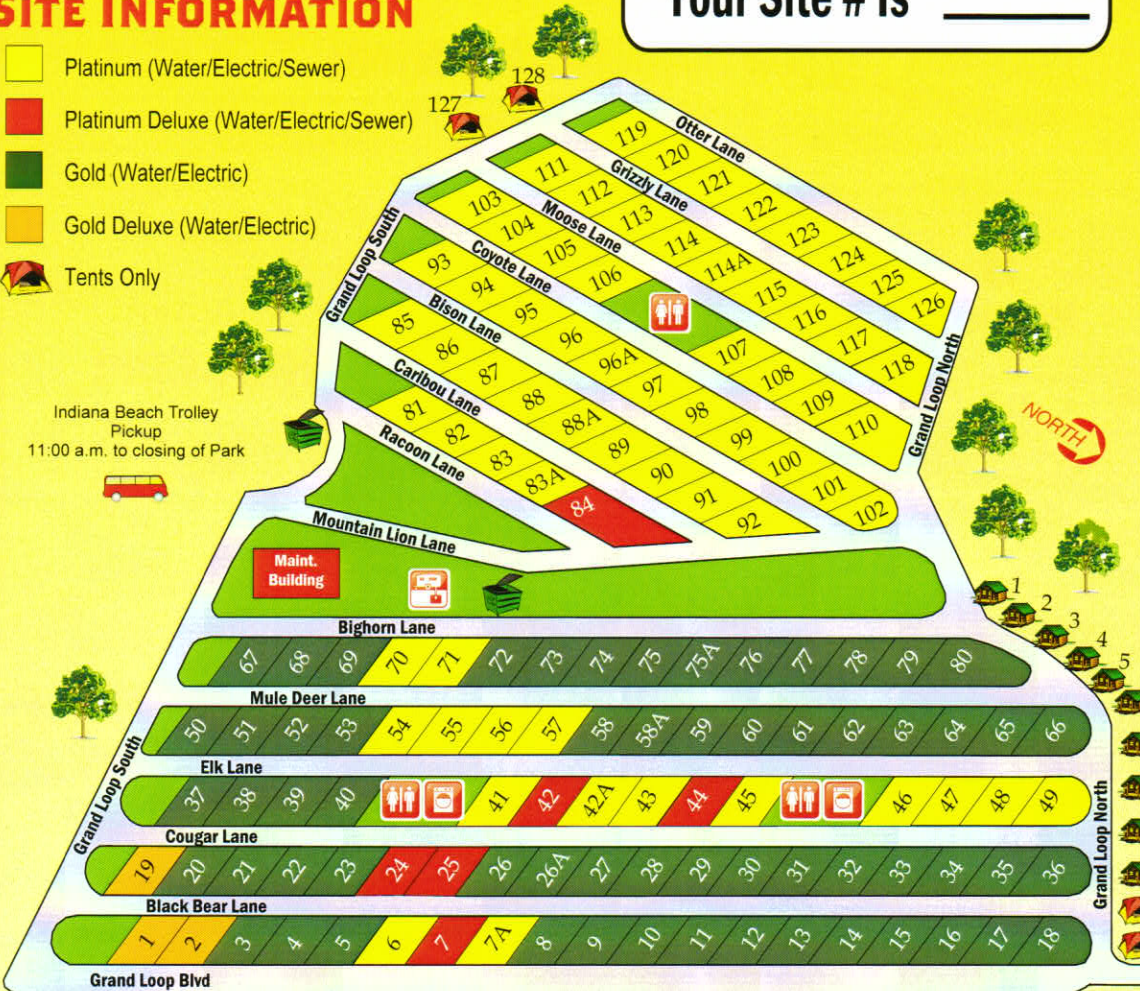 SITE INFORMATION
Your Site # is
Platinum (Water/Electric/Sewer)
Platinum Deluxe (Water/Electric/Sewer)
Gold (Water/Electric)
Gold Deluxe (Water/Electric)
Tents Only
127
128
119 120 121 122 123 124 125 126
Otter Lane
Grizzly Lane
111 112 113 114 114A 115 116 117 118
Moose Lane
103 104 105 106 107 108 109 110
Coyote Lane
93 94 95 96 96A 97 98 99 100 101 102
Bison Lane
85 86 87 88 88A 89 90 91 92
Caribou Lane
81 82 83 83A 84
Racoon Lane
Mountain Lion Lane
Grand Loop South
Grand Loop North
NORTH
Indiana Beach Trolley
Pickup
11:00 a.m. to closing of Park
Maint.
Building
1
2
3
4
5
Bighorn Lane
67 68 69 70 71 72 73 74 75 75A 76 77 78 79 80
Mule Deer Lane
50 51 52 53 54 55 56 57 58 58A 59 60 61 62 63 64 65 66
Elk Lane
37 38 39 40 41 42 42A 43 44 45 46 47 48 49
Cougar Lane
19 20 21 22 23 24 25 26 26A 27 28 29 30 31 32 33 34 35 36
Black Bear Lane
1 2 3 4 5 6 7 7A 8 9 10 11 12 13 14 15 16 17 18
Grand Loop Blvd
Grand Loop South
Grand Loop North